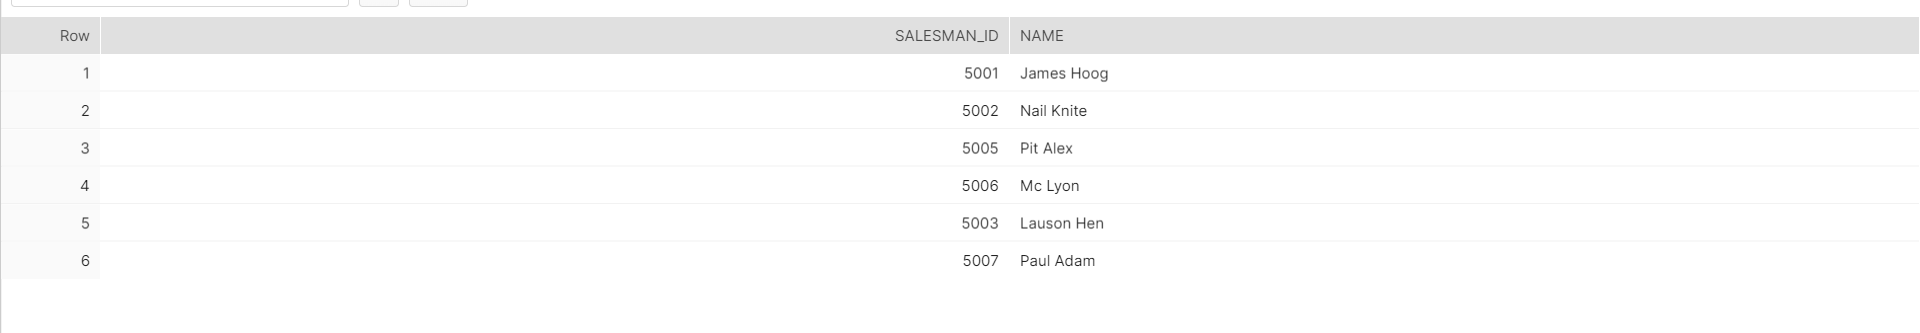 Row SALESMAN_ID NAME
1 5001 James Hoog
2 5002 Nail Knite
3 5005 Pit Alex
4 5006 Mc Lyon
5 5003 Lauson Hen
6 5007 Paul Adam